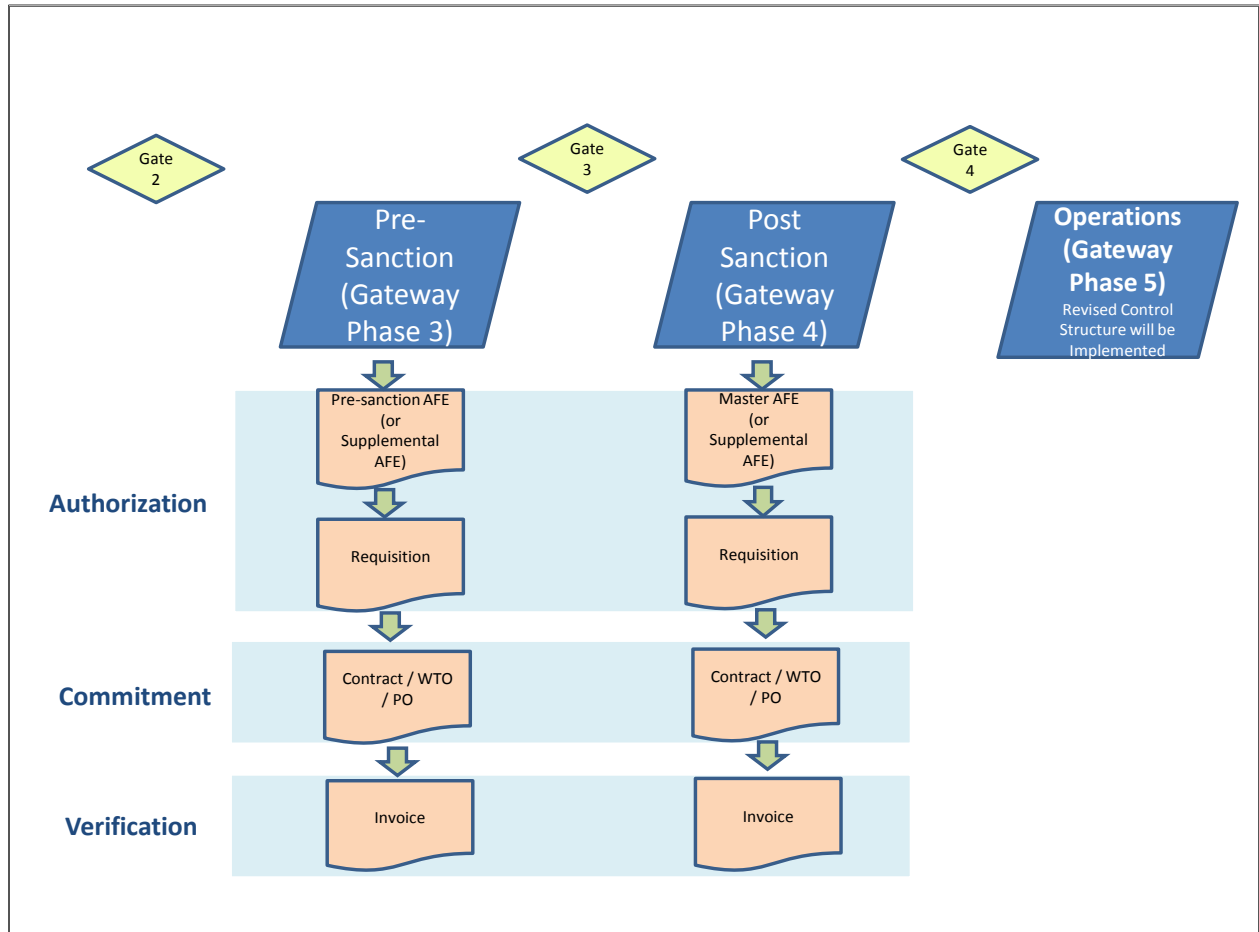 Gate
2
Gate
3
Gate
4
Pre-
Sanction
(Gateway
Phase 3)
Post
Sanction
(Gateway
Phase 4)
Operations
(Gateway
Phase 5)
Revised Control
Structure will be
Implemented
Authorization
Pre-sanction AFE
(or
Supplemental
AFE)
Master AFE
(or
Supplemental
AFE)
Requisition
Requisition
Commitment
Contract / WTO
/ PO
Contract / WTO
/ PO
Verification
Invoice
Invoice